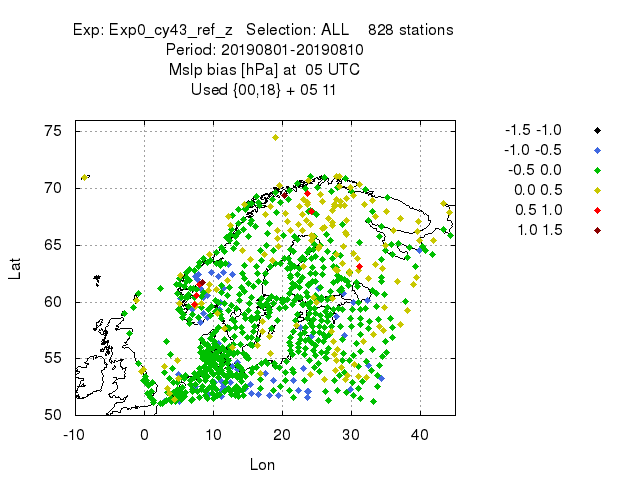 Exp: Exp0_cy43_ref_z   Selection: ALL    828 stations
Period: 20190801-20190810
Mslp bias [hPa] at  05 UTC
Used {00,18} + 05 11
-1.5 -1.0
-1.0 -0.5
-0.5 0.0
0.0 0.5
0.5 1.0
1.0 1.5
75
70
65
60
55
50
Lat
-10 0 10 20 30 40
Lon